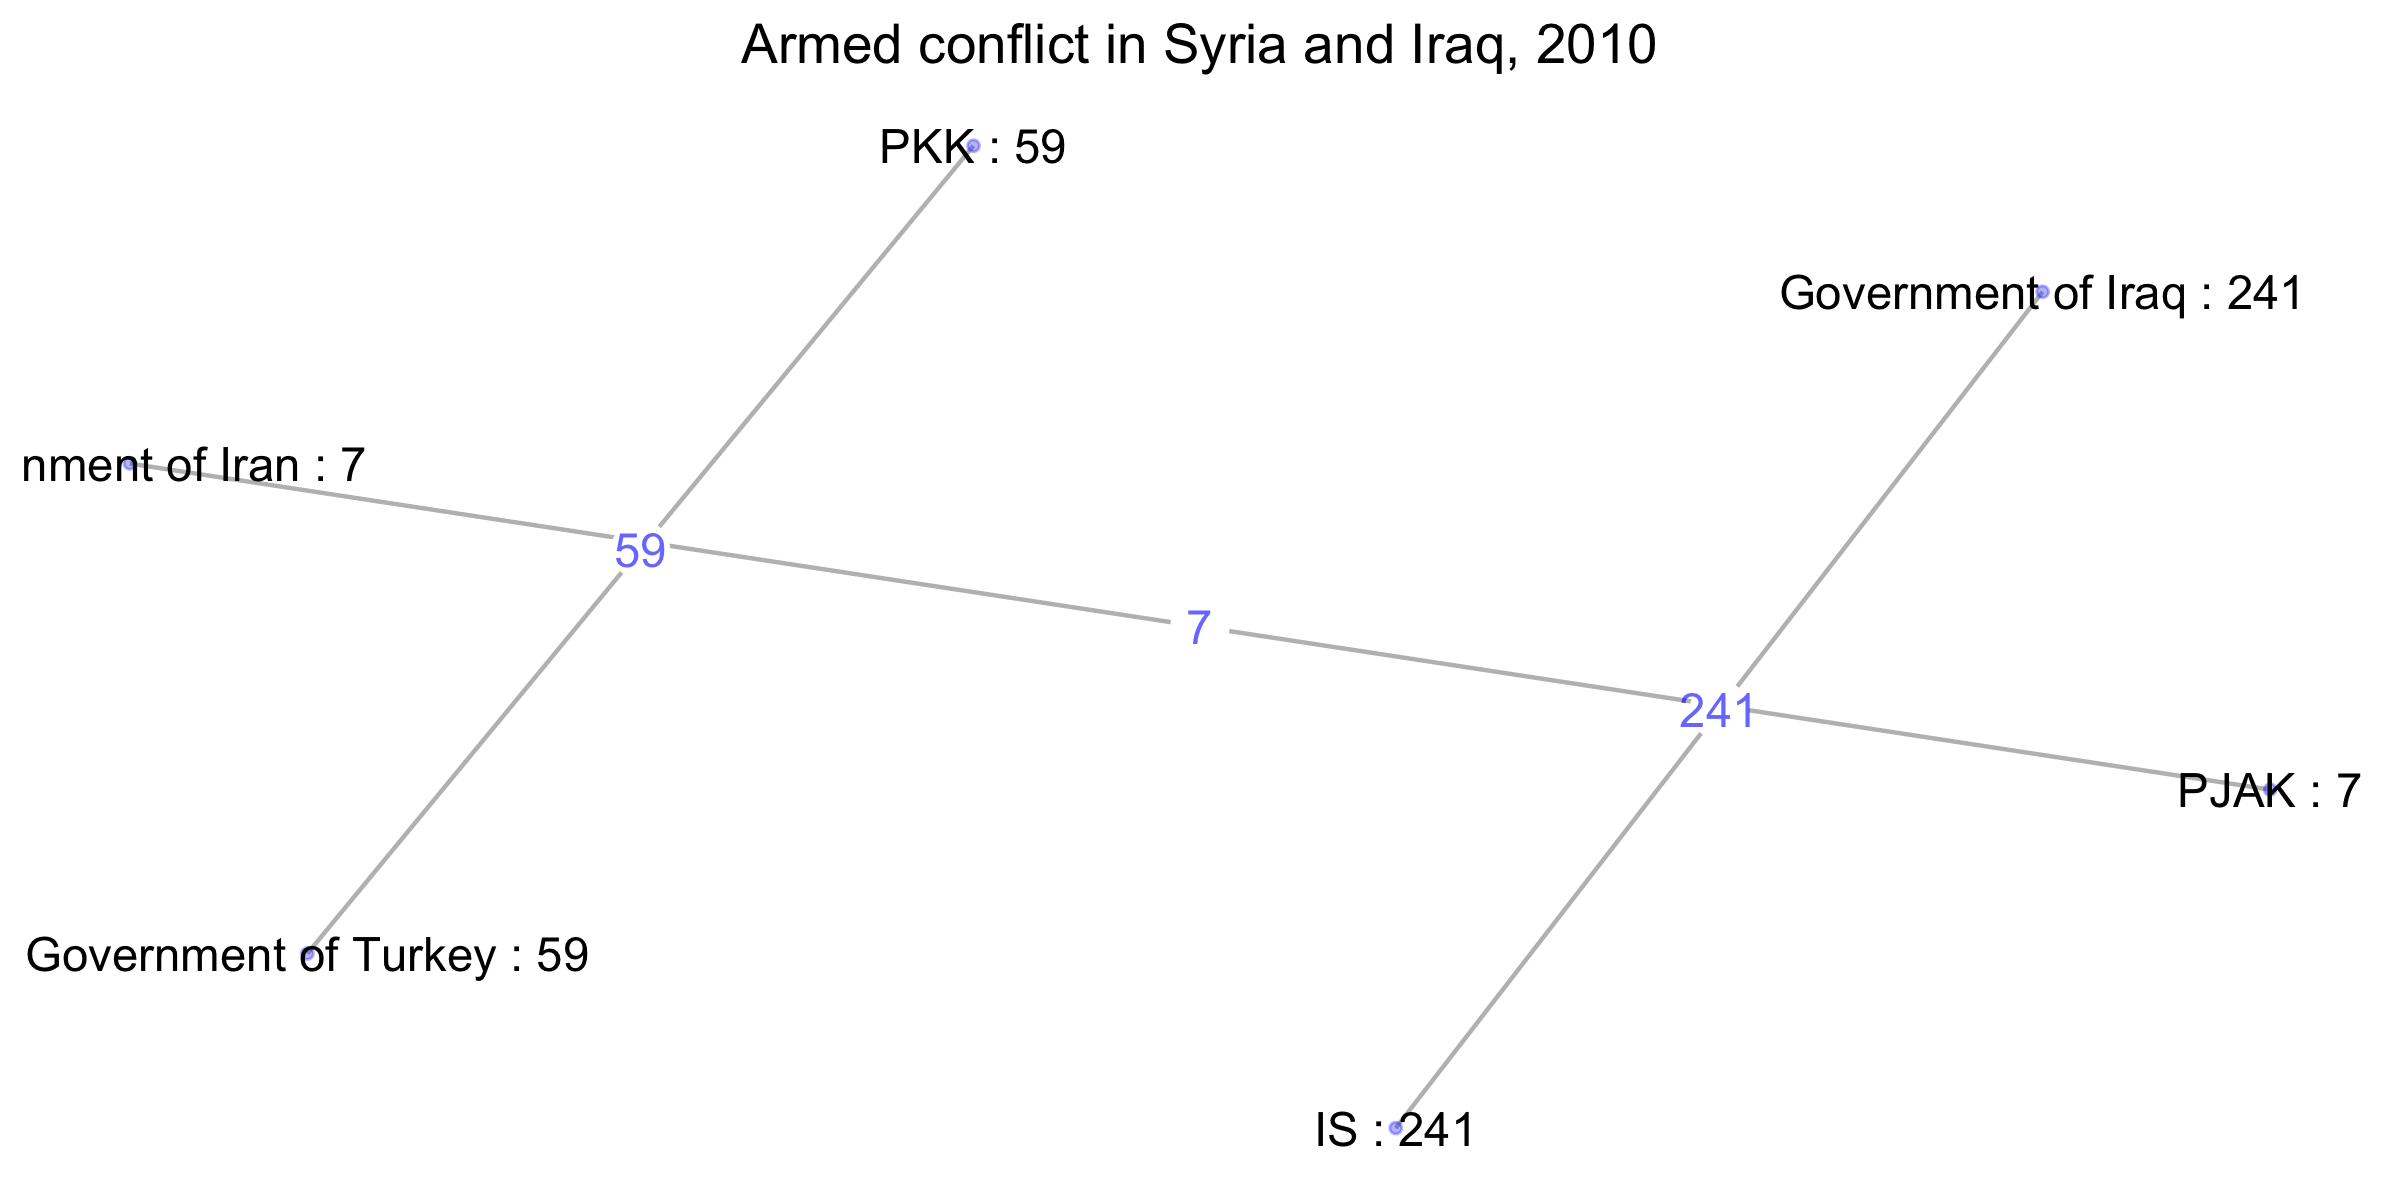 Armed conflict in Syria and Iraq, 2010
PKK : 59
Government of Iraq : 241
nment of Iran : 7
59
7
241
PJAK : 7
Government of Turkey : 59
IS : 241